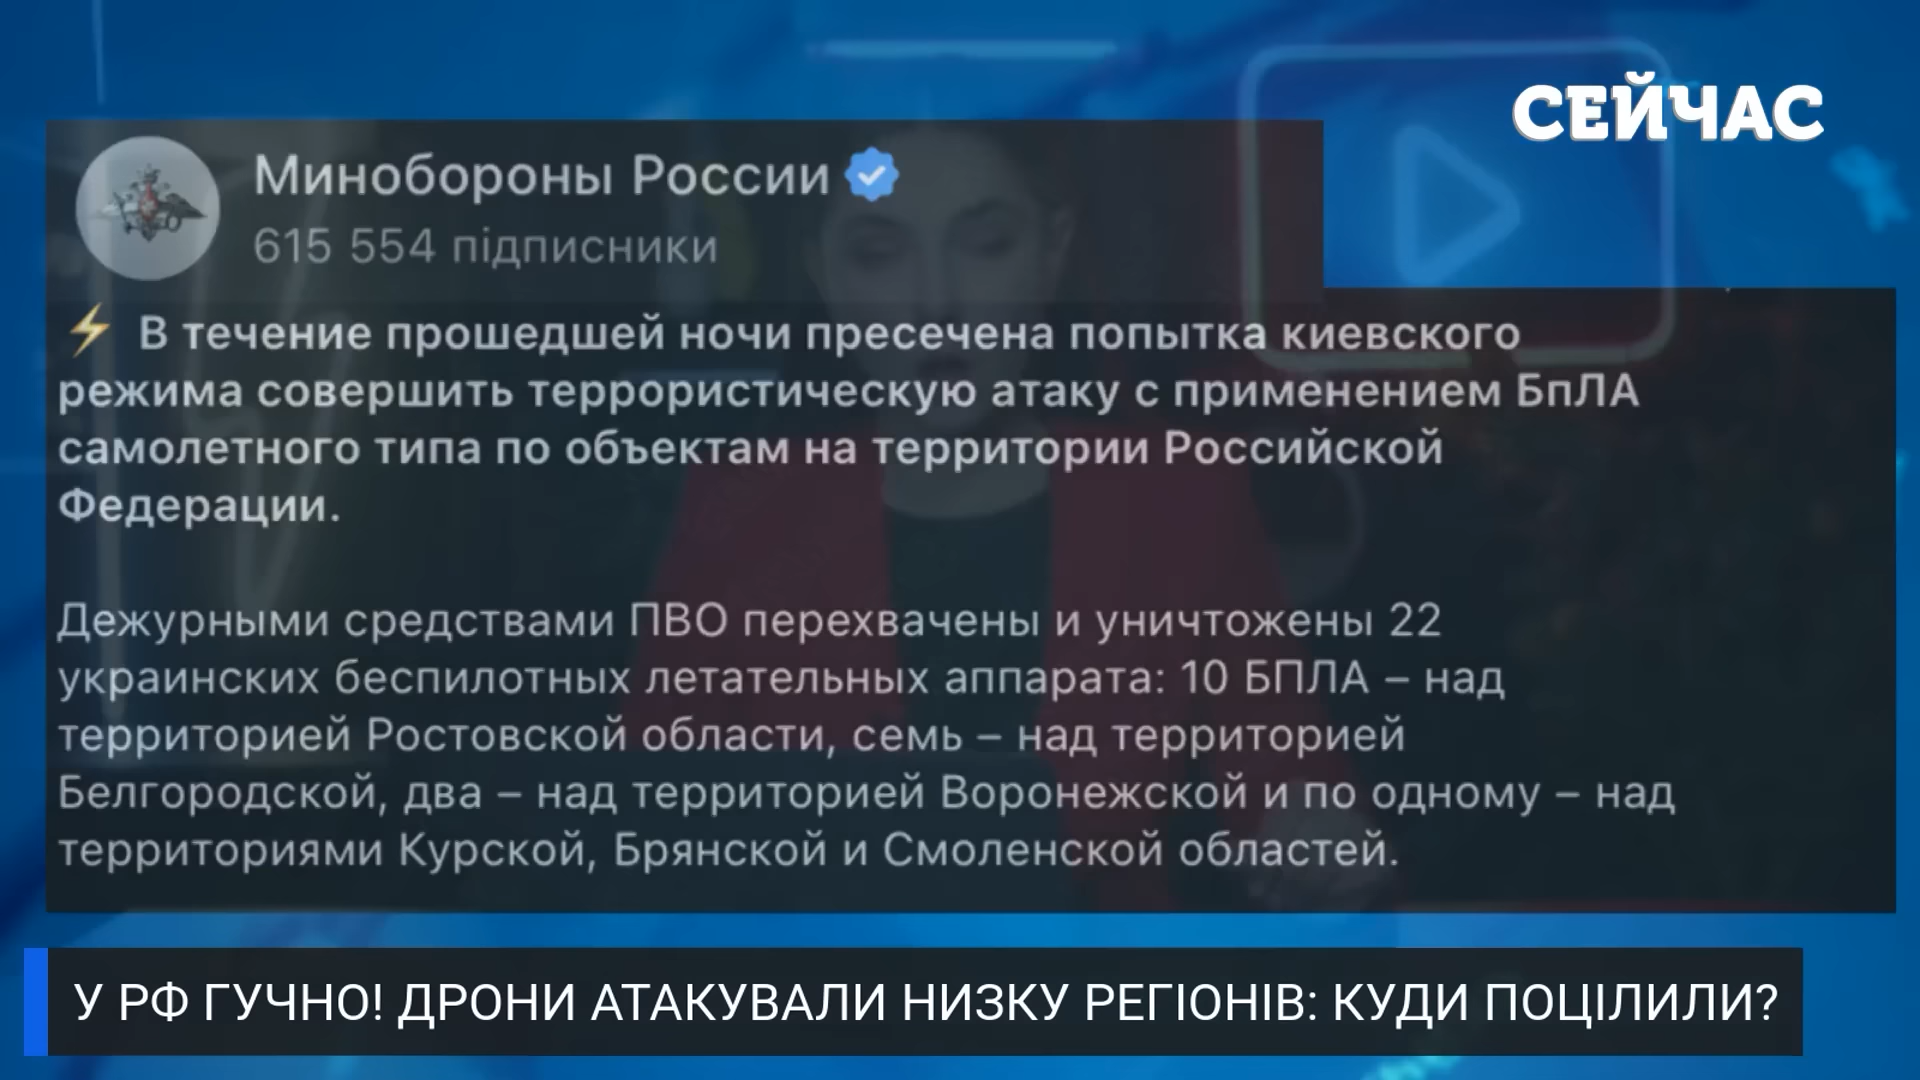 СЕЙЧАС
Минобороны России
615 554 підписники
⚡ В течение прошедшей ночи пресечена попытка киевского
режима совершить террористическую атаку с применением БпЛА
самолетного типа по объектам на территории Российской
Федерации.
Дежурными средствами ПВО перехвачены и уничтожены 22
украинских беспилотных летательных аппарата: 10 БПЛА – над
территорией Ростовской области, семь – над территорией
Белгородской, два – над территорией Воронежской и по одному – над
территориями Курской, Брянской и Смоленской областей.
У РФ ГУЧНО! ДРОНИ АТАКУВАЛИ НИЗКУ РЕГІОНІВ: КУДИ ПОЦІЛИЛИ?